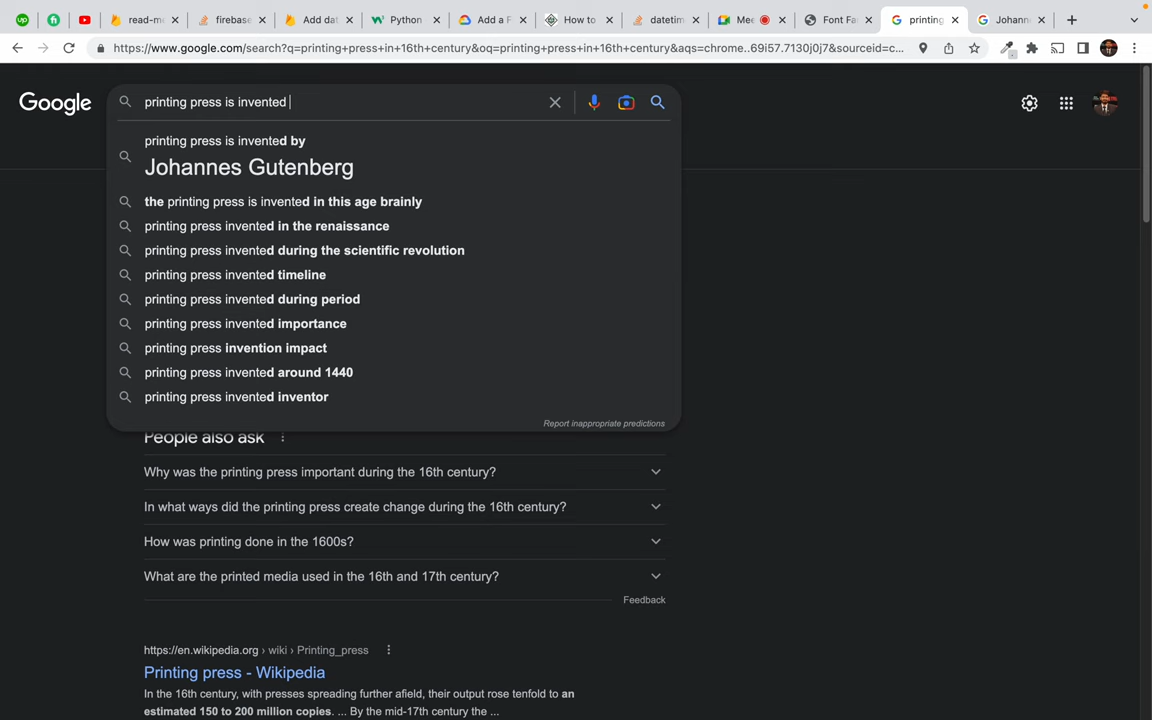 read-me
firebase
Add dat
Python
Add a F
How to
datetim
Mee
Font Fa
printing
Johann
https://www.google.com/search?q=printing+press+in+16th+century&oq=printing+press+in+16th+century&aqs=chrome..69i57.7130j0j7&sourceid=c...
Google
printing press is invented
printing press is invented by
Johannes Gutenberg
the printing press is invented in this age brainly
printing press invented in the renaissance
printing press invented during the scientific revolution
printing press invented timeline
printing press invented during period
printing press invented importance
printing press invention impact
printing press invented around 1440
printing press invented inventor
Report inappropriate predictions
People also ask
Why was the printing press important during the 16th century?
In what ways did the printing press create change during the 16th century?
How was printing done in the 1600s?
What are the printed media used in the 16th and 17th century?
Feedback
https://en.wikipedia.org › wiki › Printing_press
Printing press - Wikipedia
In the 16th century, with presses spreading further afield, their output rose tenfold to an
estimated 150 to 200 million copies. ... By the mid-17th century the ...